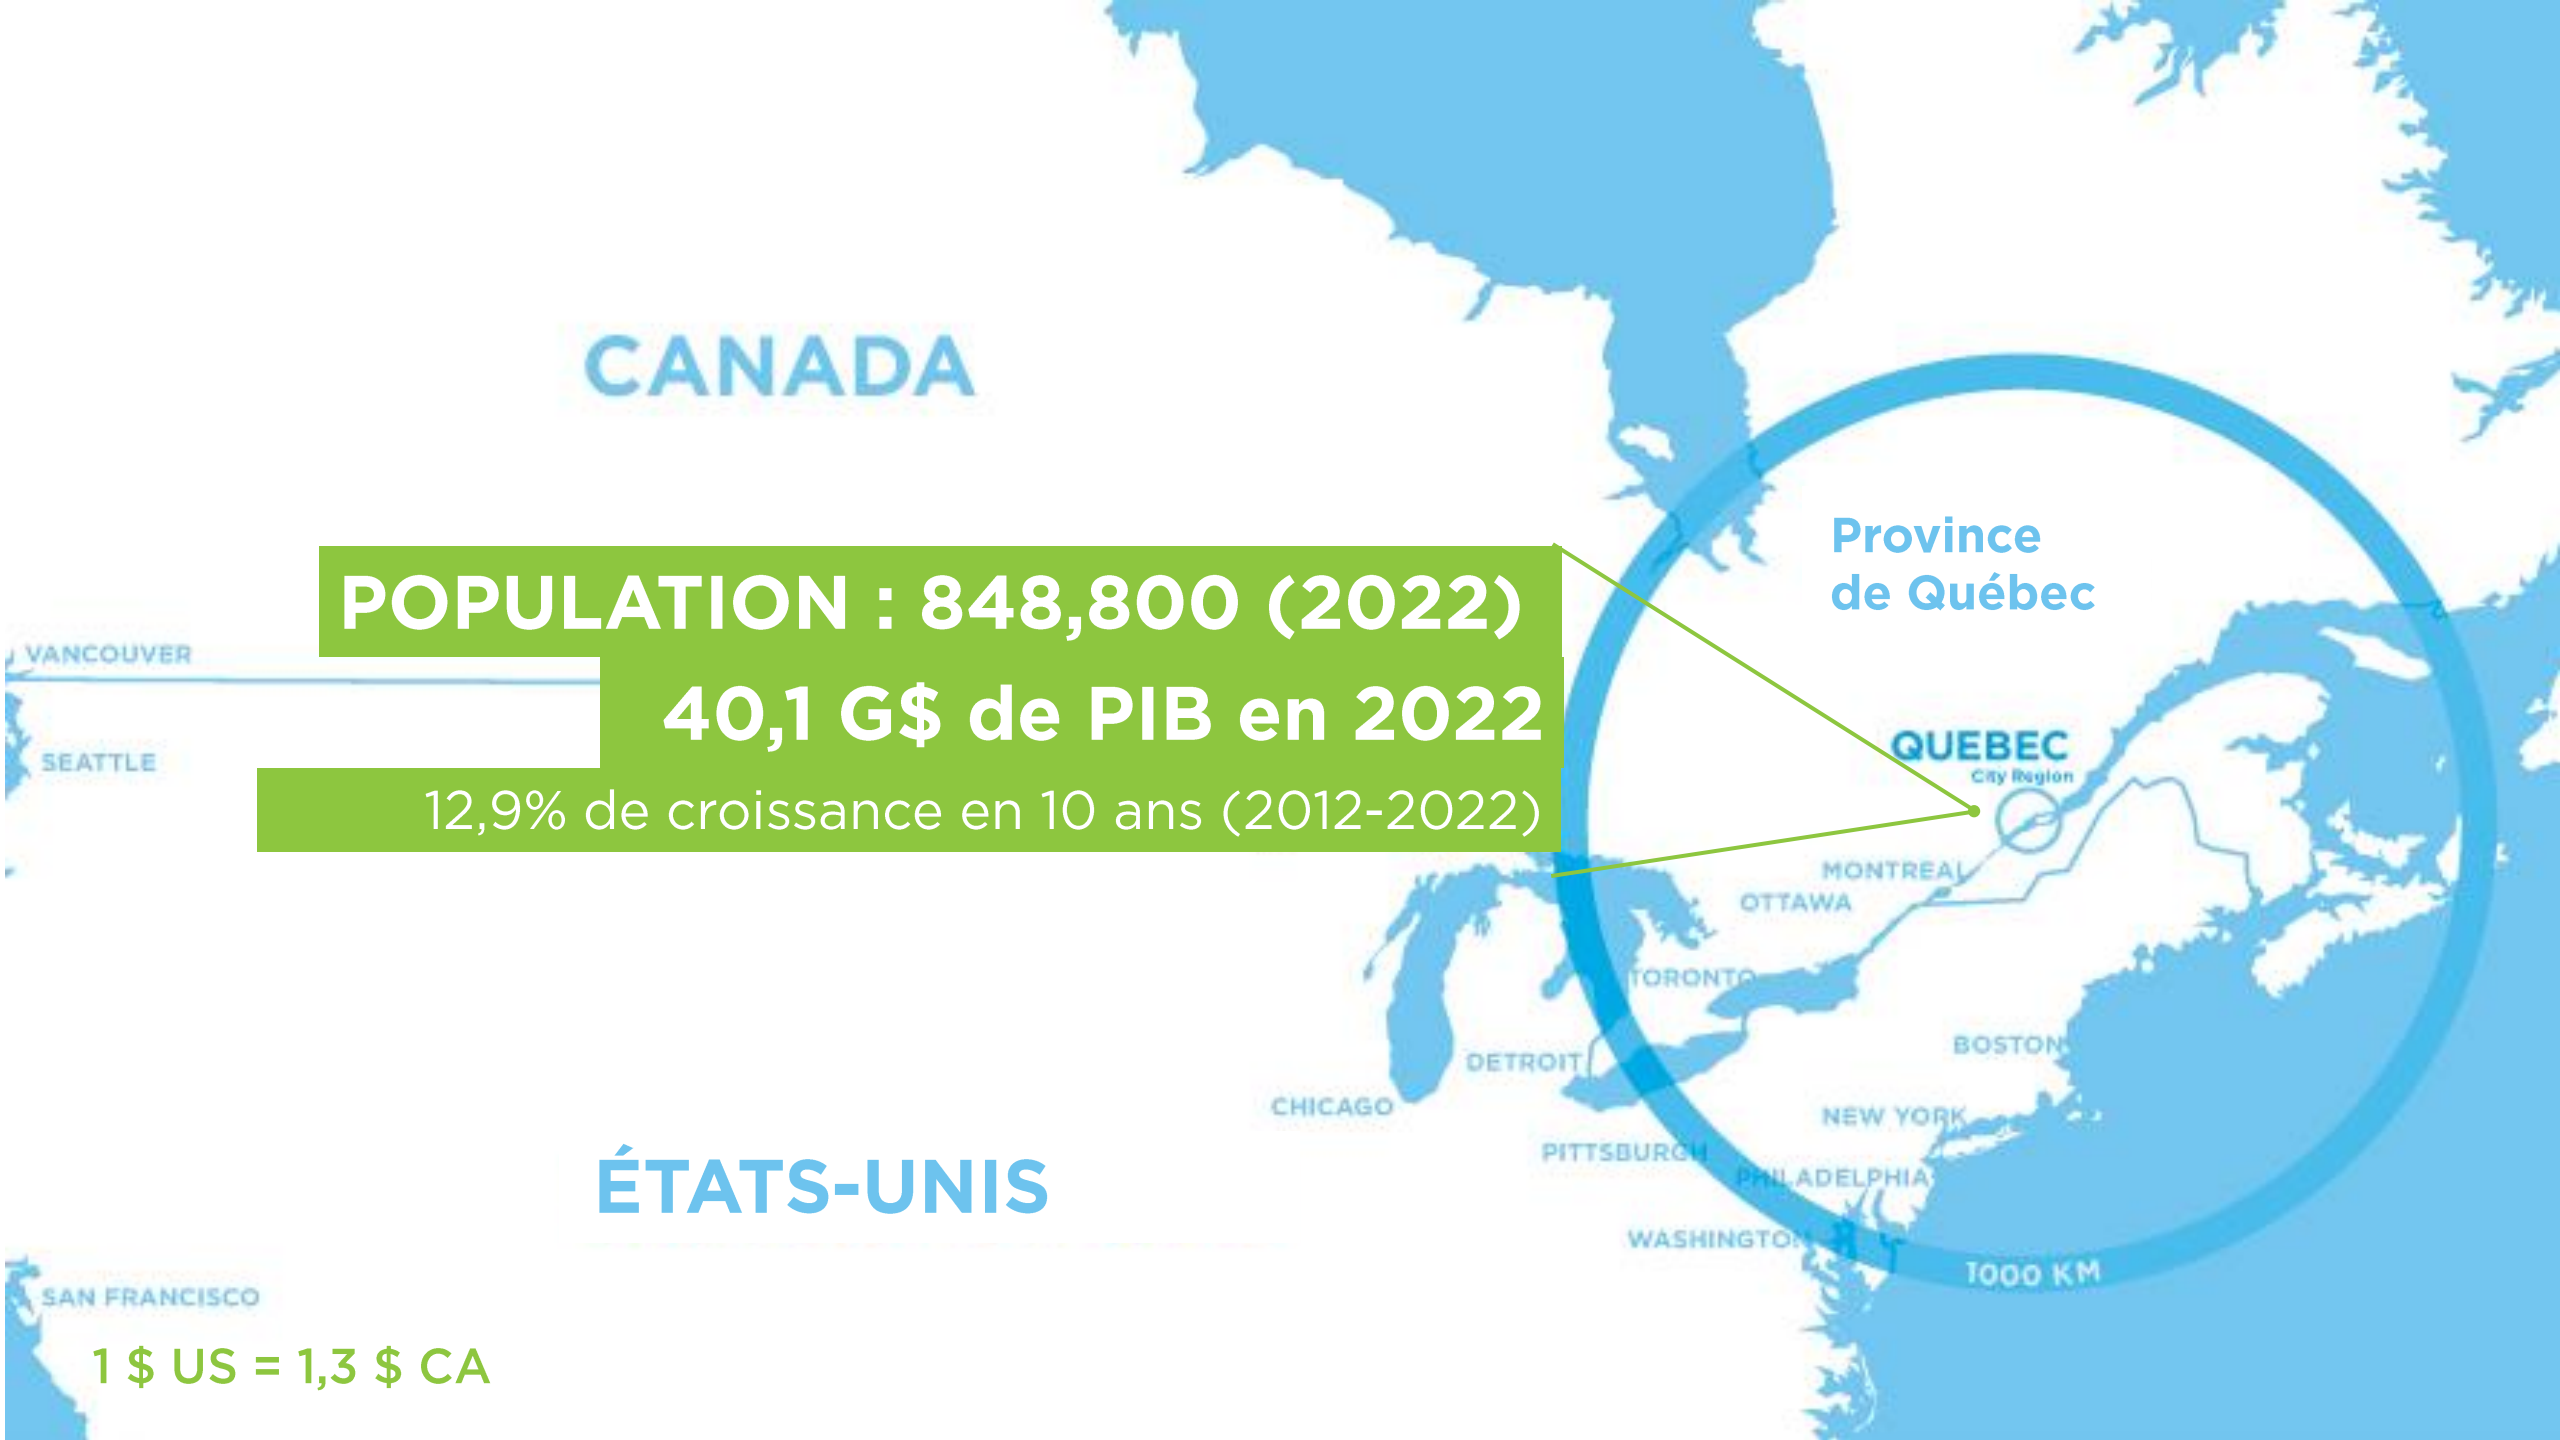 CANADA
Province
de Québec
POPULATION : 848,800 (2022)
40,1 G$ de PIB en 2022
12,9% de croissance en 10 ans (2012-2022)
VANCOUVER
SEATTLE
QUEBEC
City Region
MONTREAL
OTTAWA
TORONTO
BOSTON
DETROIT
CHICAGO
NEW YORK
PITTSBURGH
PHILADELPHIA
ÉTATS-UNIS
WASHINGTON
1000 KM
SAN FRANCISCO
1 $ US = 1,3 $ CA